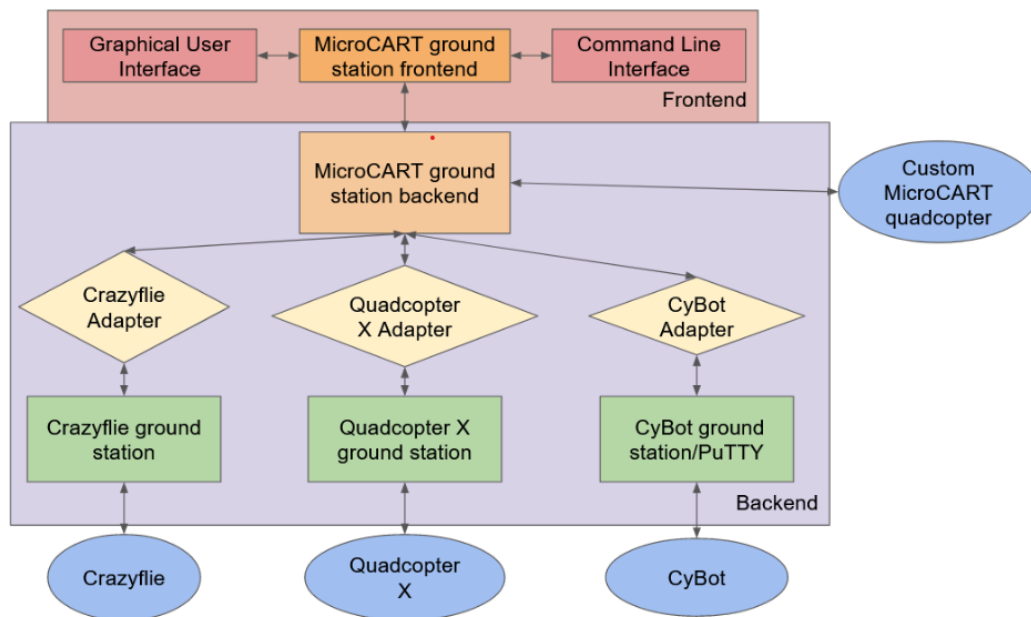 Graphical User
Interface
MicroCART ground
station frontend
Command Line
Interface
Frontend
MicroCART ground
station backend
Custom
MicroCART
quadcopter
Crazyflie
Adapter
Quadcopter
X Adapter
CyBot
Adapter
Crazyflie ground
station
Quadcopter X
ground station
CyBot ground
station/PuTTY
Backend
Crazyflie
Quadcopter
X
CyBot